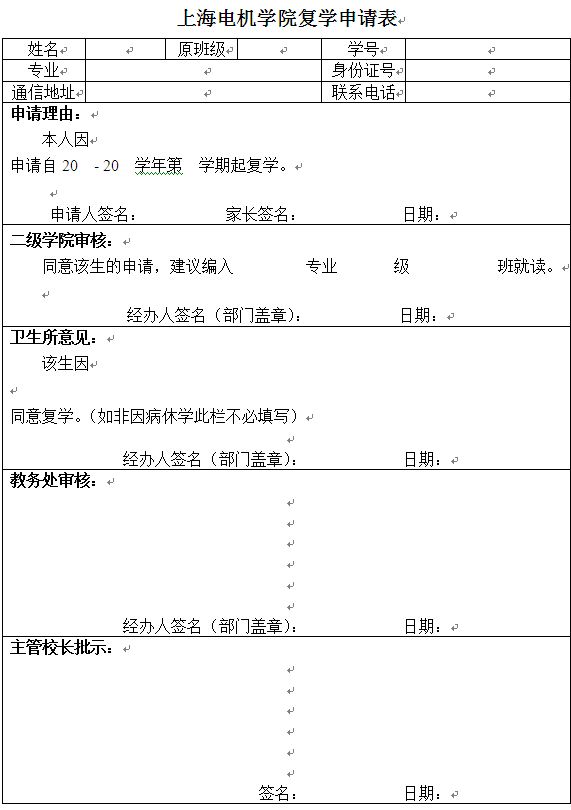 上海电机学院复学申请表
姓名 原班级 学号
专业 身份证号
通信地址 联系电话
申请理由：
本人因
申请自20 - 20 学年第 学期起复学。
申请人签名： 家长签名： 日期：
二级学院审核：
同意该生的申请，建议编入 专业 级 班就读。
经办人签名（部门盖章）： 日期：
卫生所意见：
该生因
同意复学。（如非因病休学此栏不必填写）
经办人签名（部门盖章）： 日期：
教务处审核：
经办人签名（部门盖章）： 日期：
主管校长批示：
签名： 日期：